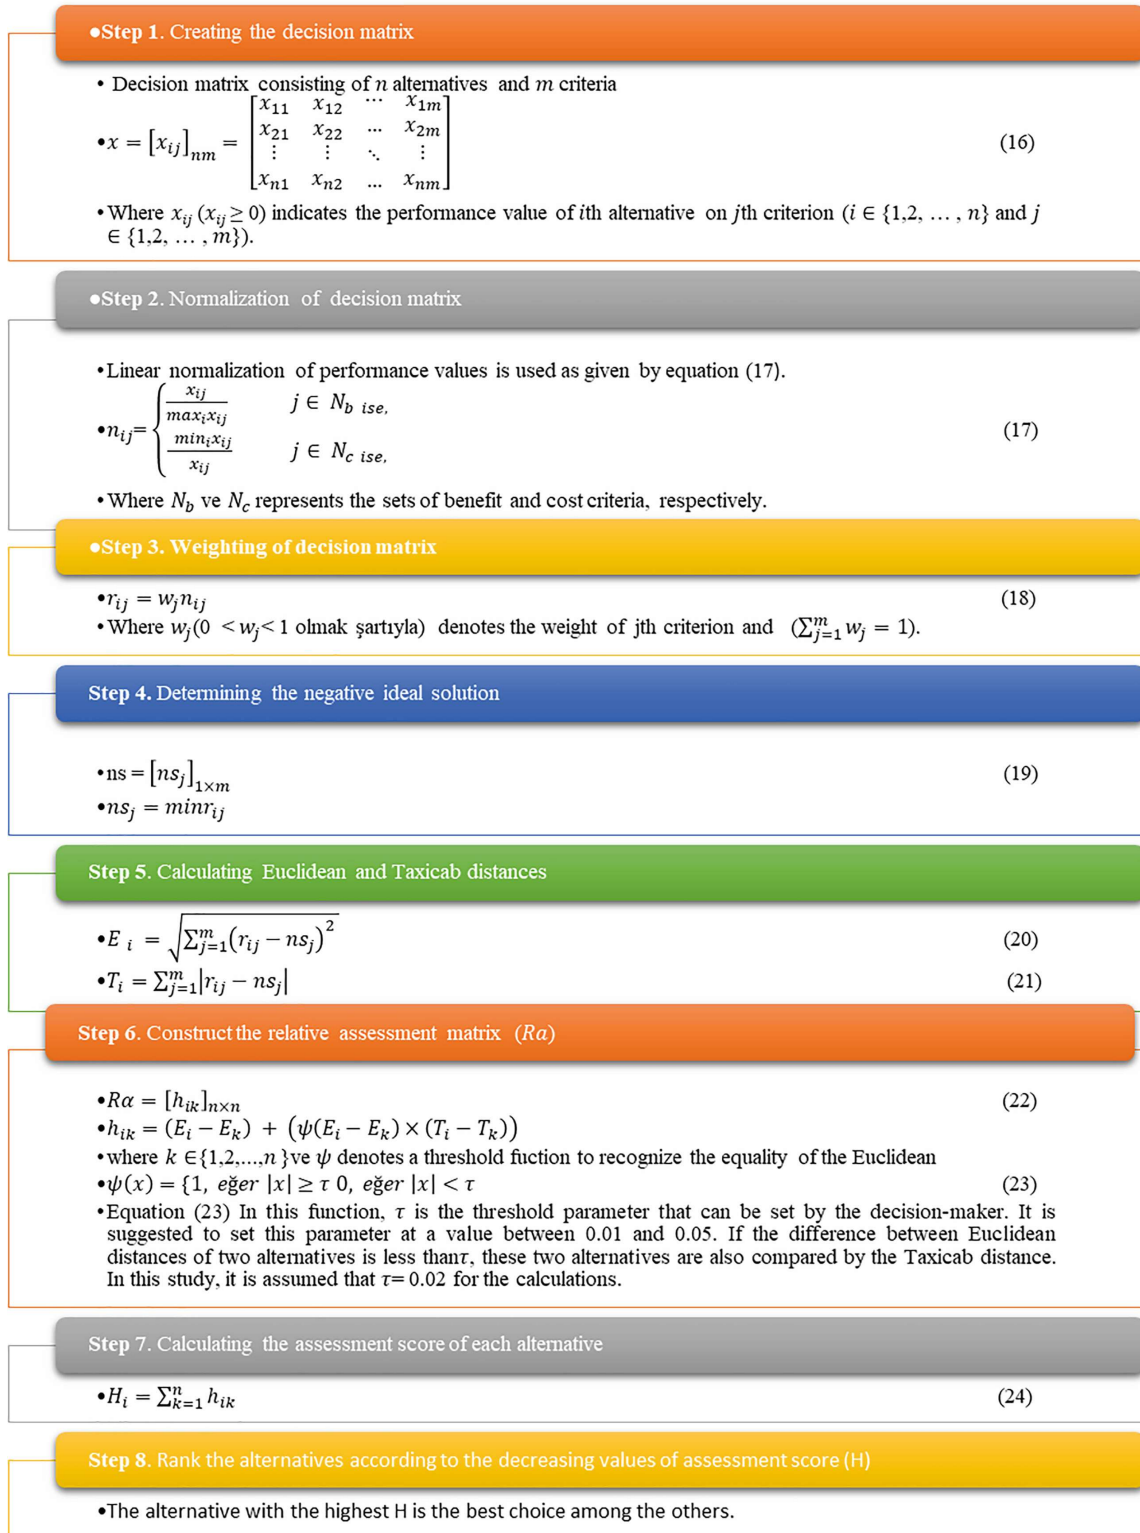 ●Step 1. Creating the decision matrix
• Decision matrix consisting of n alternatives and m criteria
•x = [x_ij]_nm = [x_11 x_12 ⋯ x_1m
x_21 x_22 ... x_2m
⋮ ⋮ ⋱ ⋮
x_n1 x_n2 ... x_nm] (16)
•Where x_ij (x_ij ≥ 0) indicates the performance value of ith alternative on jth criterion (i ∈ {1,2, … , n} and j
∈ {1,2, … , m}).
●Step 2. Normalization of decision matrix
•Linear normalization of performance values is used as given by equation (17).
•n_ij= { x_ij / max_i x_ij j ∈ N_b ise,
min_i x_ij / x_ij j ∈ N_c ise, (17)
•Where N_b ve N_c represents the sets of benefit and cost criteria, respectively.
●Step 3. Weighting of decision matrix
•r_ij = w_j n_ij (18)
•Where w_j(0 < w_j< 1 olmak şartıyla) denotes the weight of jth criterion and (∑_{j=1}^m w_j = 1).
Step 4. Determining the negative ideal solution
•ns = [ns_j]_1×m (19)
•ns_j = minr_ij
Step 5. Calculating Euclidean and Taxicab distances
•E_i = √∑_{j=1}^m (r_ij − ns_j)^2 (20)
•T_i = ∑_{j=1}^m |r_ij − ns_j| (21)
Step 6. Construct the relative assessment matrix (Ra)
•Rα = [h_ik]_n×n (22)
•h_ik = (E_i − E_k) + (ψ(E_i − E_k) × (T_i − T_k))
•where k ∈{1,2,...,n }ve ψ denotes a threshold fuction to recognize the equality of the Euclidean
•ψ(x) = {1, eğer |x| ≥ τ 0, eğer |x| < τ (23)
•Equation (23) In this function, τ is the threshold parameter that can be set by the decision-maker. It is
suggested to set this parameter at a value between 0.01 and 0.05. If the difference between Euclidean
distances of two alternatives is less thanτ, these two alternatives are also compared by the Taxicab distance.
In this study, it is assumed that τ= 0.02 for the calculations.
Step 7. Calculating the assessment score of each alternative
•H_i = ∑_{k=1}^n h_ik (24)
Step 8. Rank the alternatives according to the decreasing values of assessment score (H)
•The alternative with the highest H is the best choice among the others.